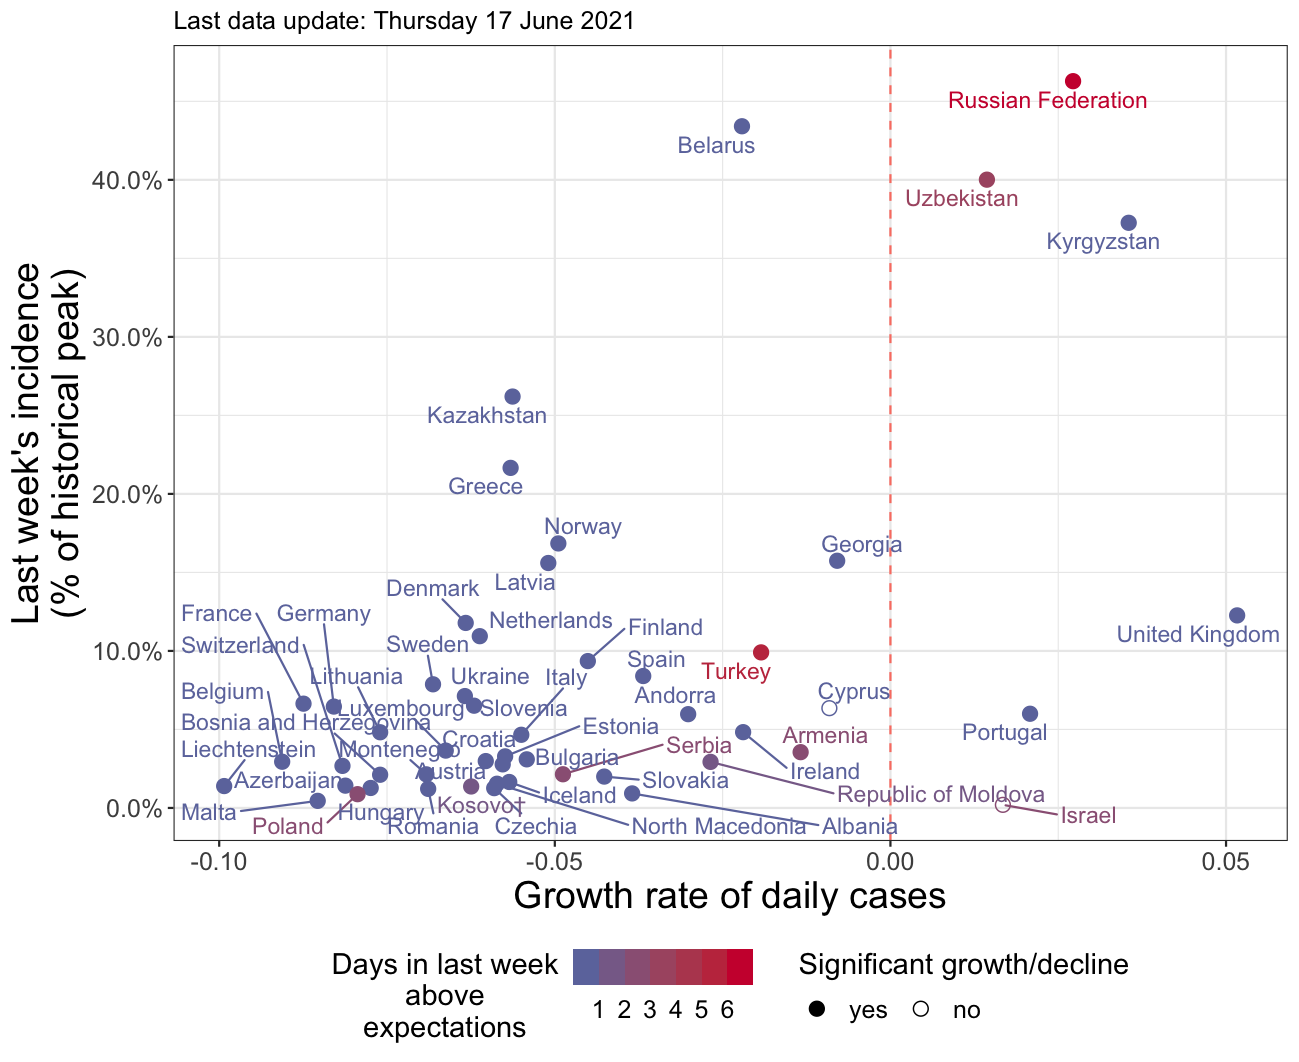 Last data update: Thursday 17 June 2021
Russian Federation
Belarus
40.0%
Uzbekistan
Kyrgyzstan
Last week's incidence
(% of historical peak)
30.0%
Kazakhstan
20.0%
Greece
Norway
Georgia
Latvia
Denmark
France
Germany
Netherlands
Finland
United Kingdom
Switzerland
Sweden
10.0%
Spain
Turkey
Lithuania
Ukraine
Italy
Belgium
Andorra
Cyprus
Luxembourg
Slovenia
Bosnia and Herzegovina
Estonia
Portugal
Croatia
Armenia
Liechtenstein
Montenegro
Serbia
Bulgaria
Austria
Ireland
Azerbaijan
Slovakia
Iceland
Republic of Moldova
0.0%
Kosovo†
Malta
Hungary
Israel
Poland
Romania
Czechia
North Macedonia
Albania
-0.10
-0.05
0.00
0.05
Growth rate of daily cases
Days in last week
above
expectations
1 2 3 4 5 6
Significant growth/decline
yes
no